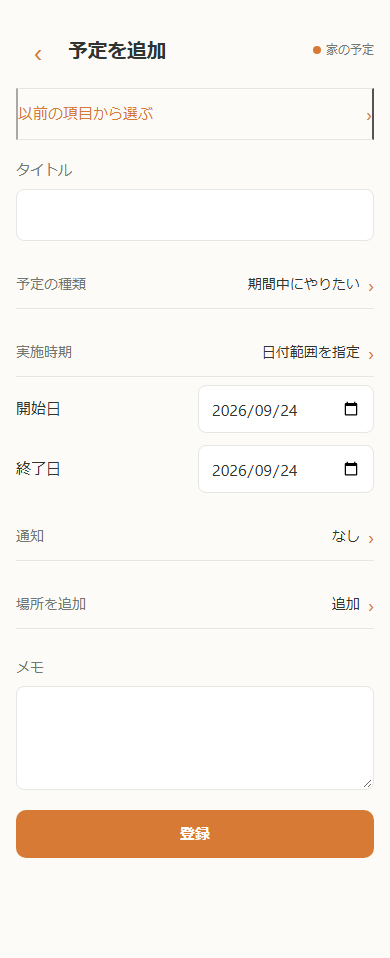 ‹ 予定を追加 家の予定
以前の項目から選ぶ ›
タイトル
予定の種類 期間中にやりたい ›
実施時期 日付範囲を指定 ›
開始日 2026/09/24
終了日 2026/09/24
通知 なし ›
場所を追加 追加 ›
メモ
登録